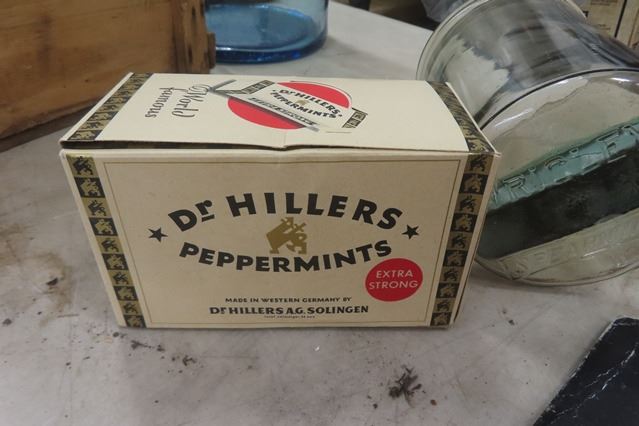 World
famous
Dr HILLERS
PEPPERMINTS
Dr HILLERS
PEPPERMINTS
EXTRA
STRONG
MADE IN WESTERN GERMANY BY
Dr HILLERS A.G. SOLINGEN